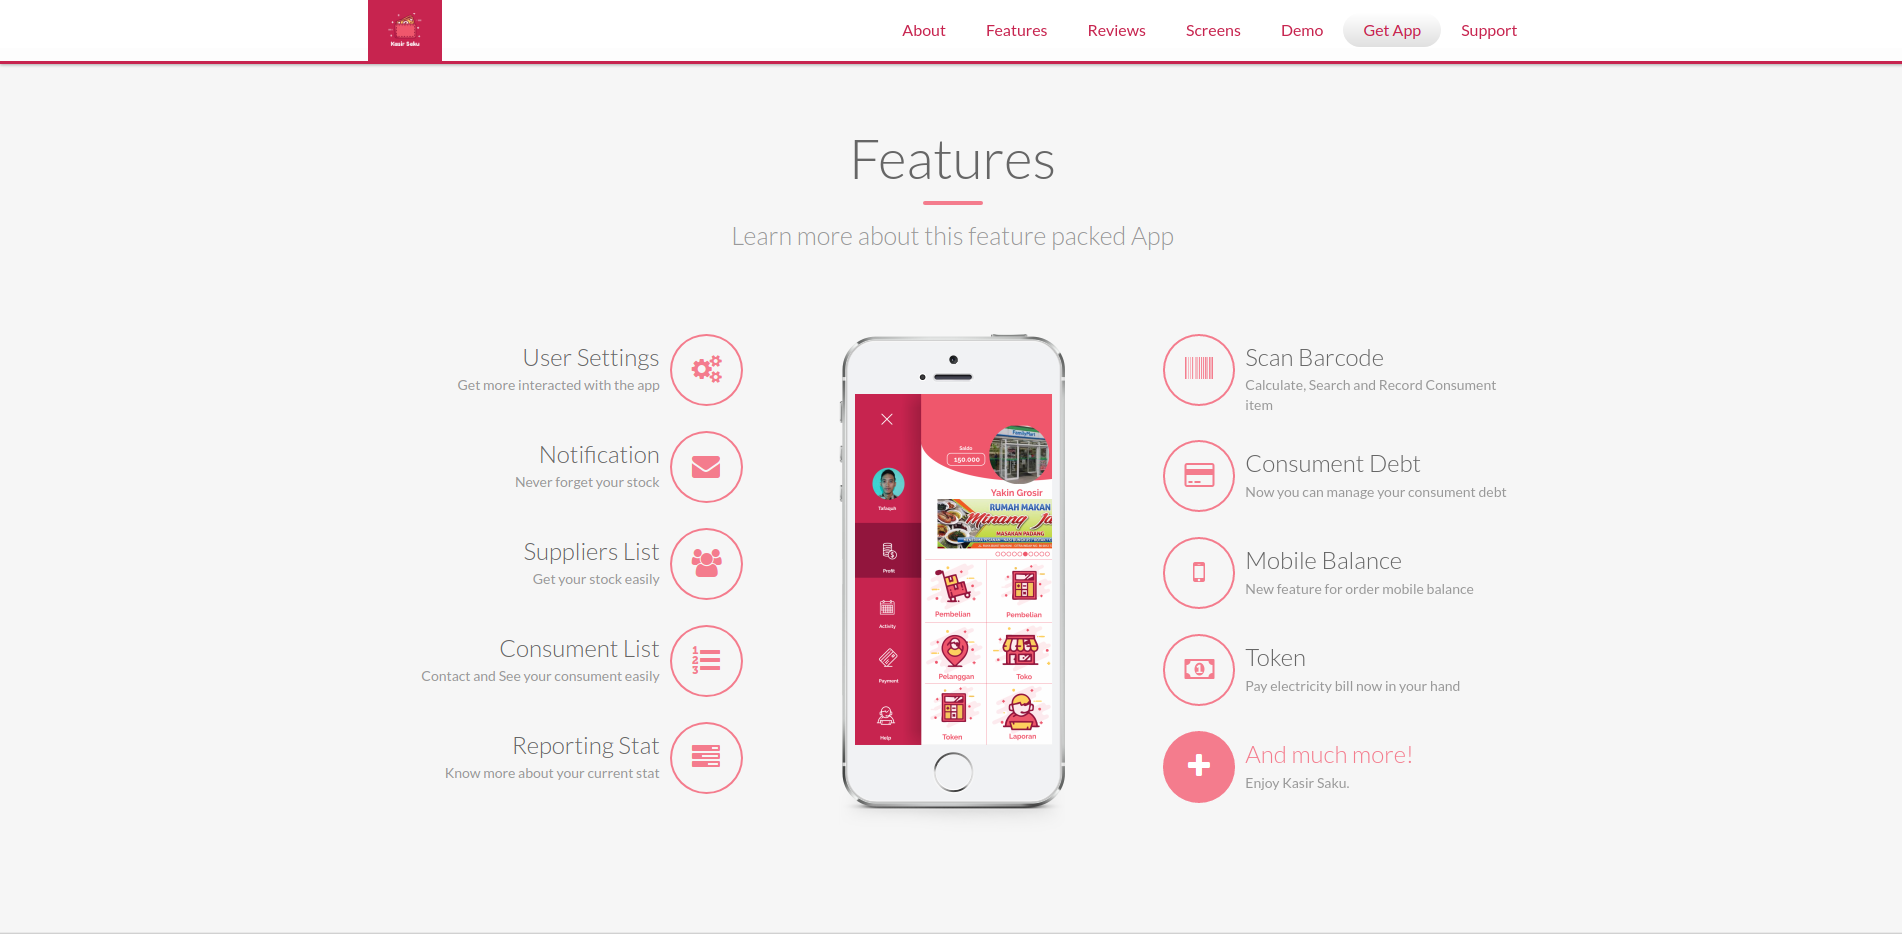 Kasir Saku
About
Features
Reviews
Screens
Demo
Get App
Support
Features
Learn more about this feature packed App
User Settings
Get more interacted with the app
Notification
Never forget your stock
Suppliers List
Get your stock easily
Consument List
Contact and See your consument easily
Reporting Stat
Know more about your current stat
Profit
Activity
Payment
Help
Saldo
150.000
FamilyMart
Yakin Grosir
RUMAH MAKAN
Minang Ja
MASAKAN PADANG
Pembelian
Pembelian
Pelanggan
Toko
Token
Laporan
Scan Barcode
Calculate, Search and Record Consument
item
Consument Debt
Now you can manage your consument debt
Mobile Balance
New feature for order mobile balance
Token
Pay electricity bill now in your hand
And much more!
Enjoy Kasir Saku.